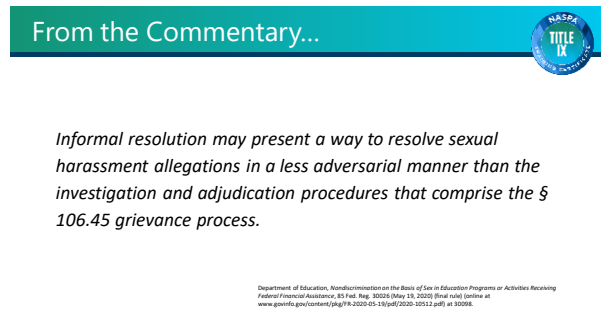 From the Commentary…
NASPA
TITLE
IX
TRAINING CERTIFICATE
Informal resolution may present a way to resolve sexual
harassment allegations in a less adversarial manner than the
investigation and adjudication procedures that comprise the §
106.45 grievance process.
Department of Education, Nondiscrimination on the Basis of Sex in Education Programs or Activities Receiving
Federal Financial Assistance, 85 Fed. Reg. 30026 (May 19, 2020) (final rule) (online at
www.govinfo.gov/content/pkg/FR-2020-05-19/pdf/2020-10512.pdf) at 30098.